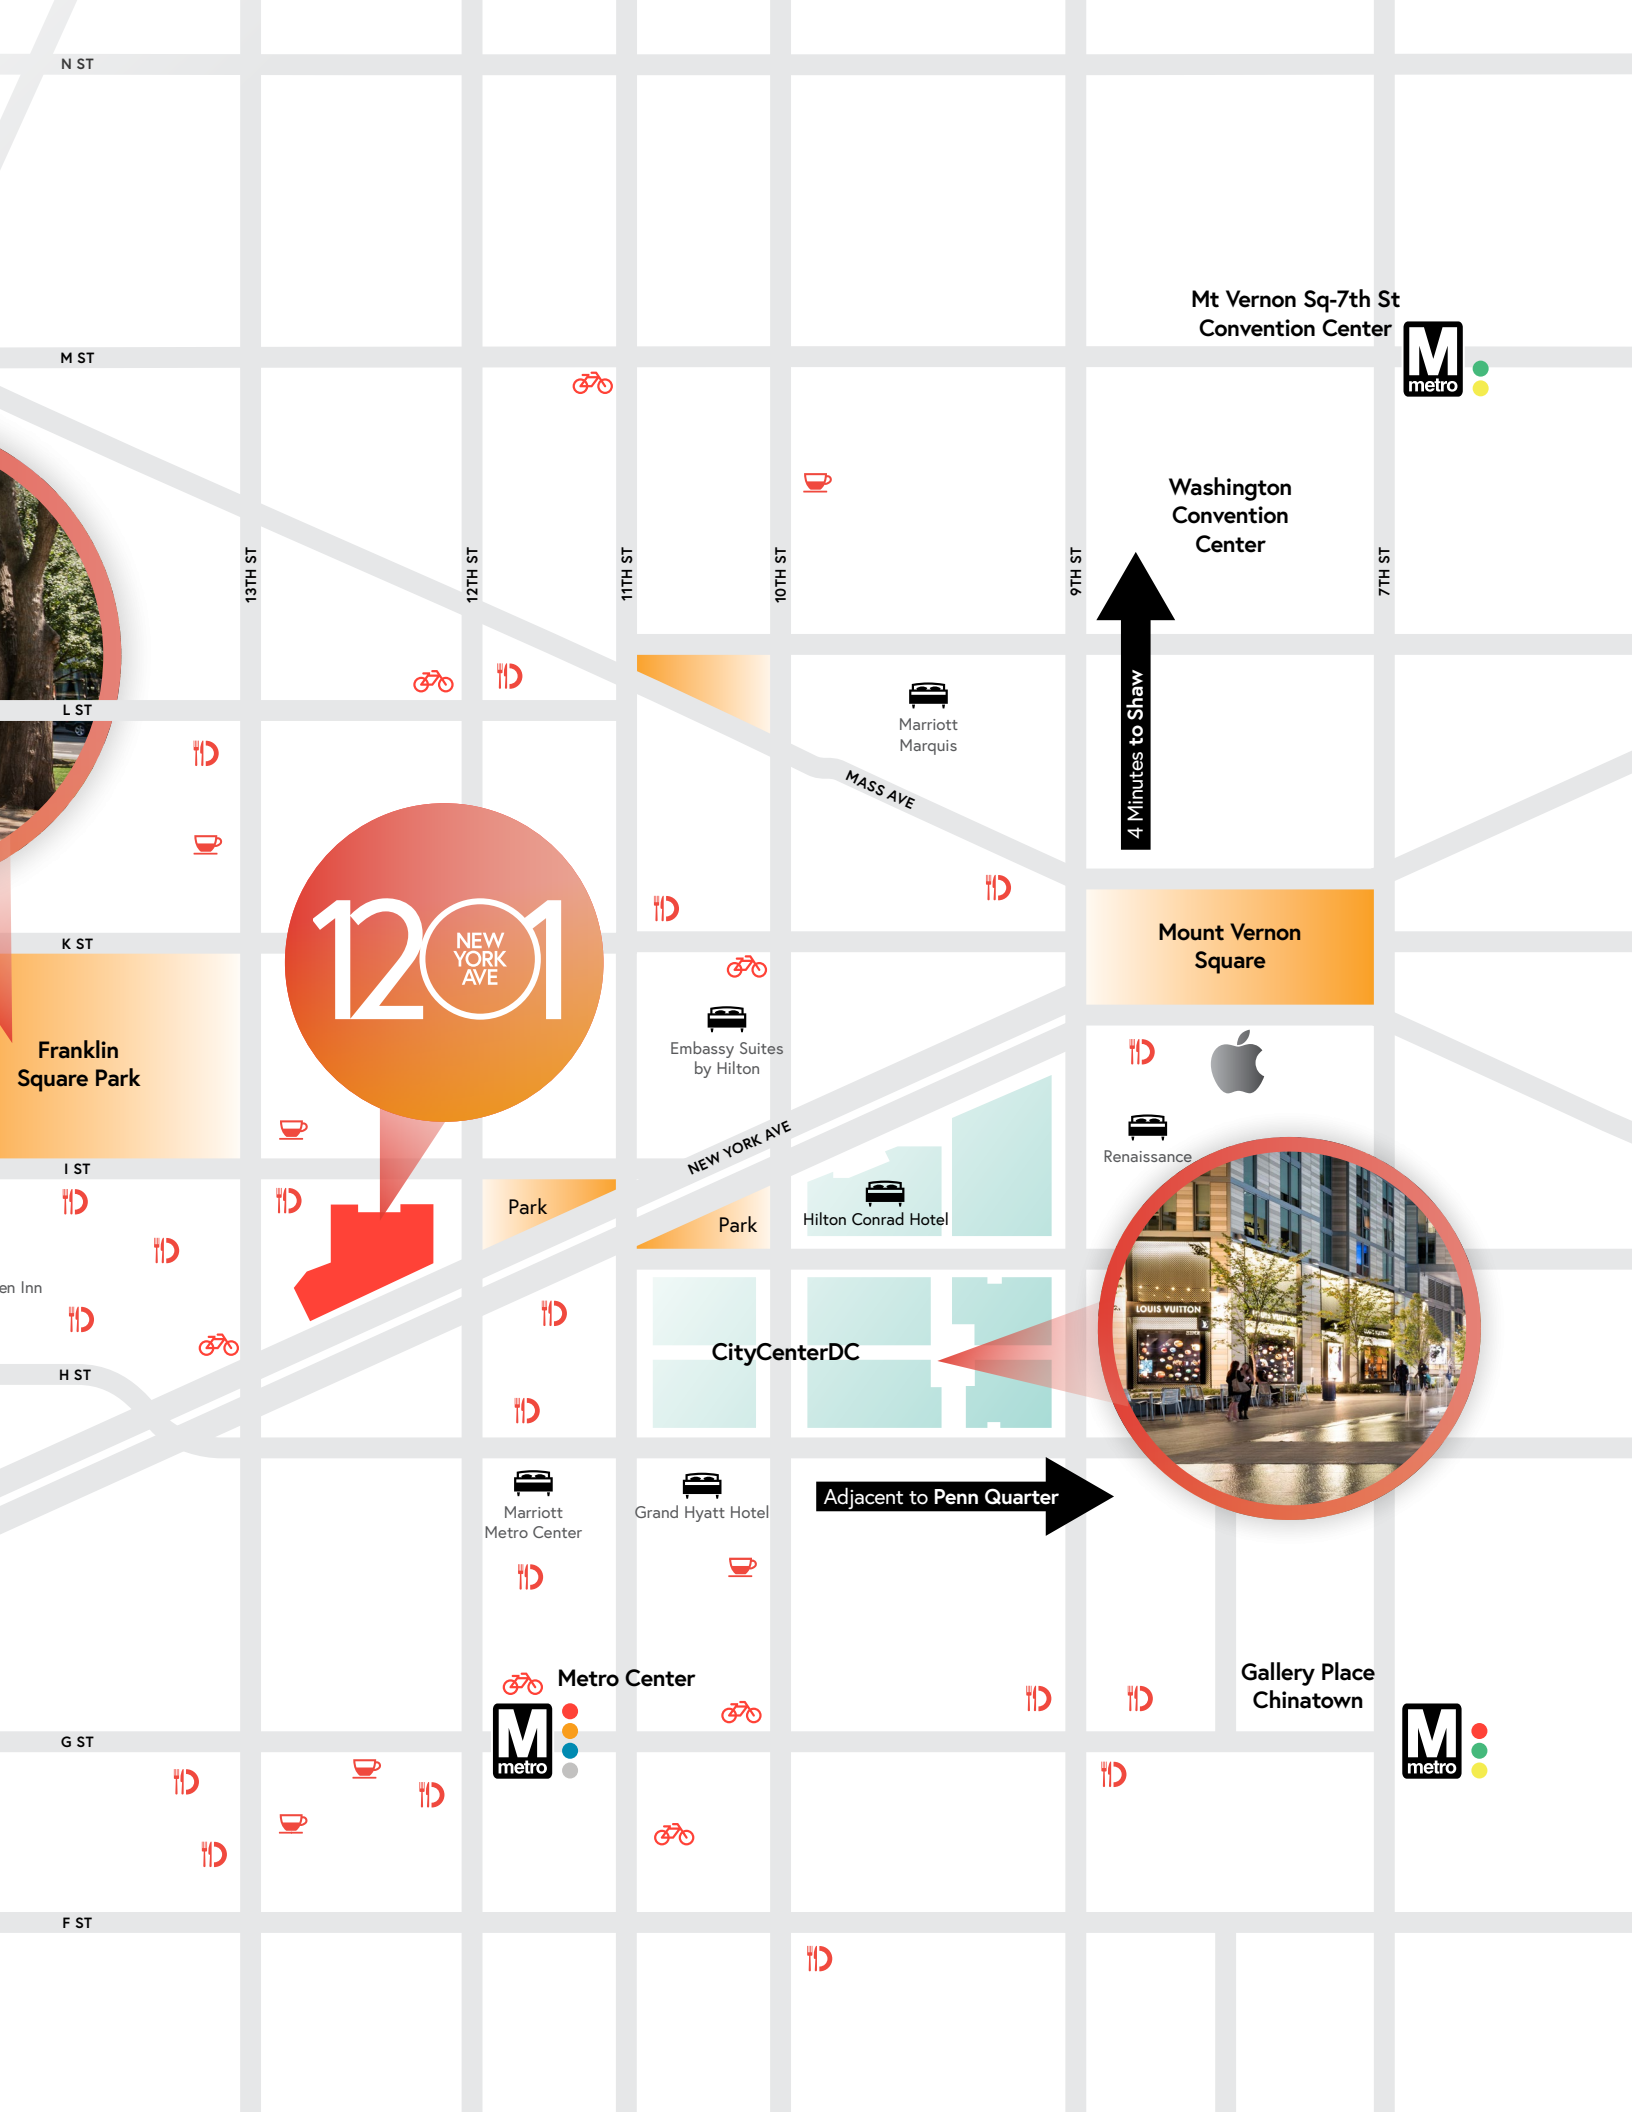 N ST
Mt Vernon Sq-7th St
Convention Center
M
metro
M ST
Washington
Convention
Center
13TH ST
12TH ST
11TH ST
10TH ST
9TH ST
7TH ST
4 Minutes to Shaw
L ST
Marriott
Marquis
MASS AVE
1201
NEW
YORK
AVE
K ST
Mount Vernon
Square
Franklin
Square Park
Embassy Suites
by Hilton
NEW YORK AVE
Renaissance
I ST
Park
Park
Hilton Conrad Hotel
en Inn
LOUIS VUITTON
CityCenterDC
H ST
Marriott
Metro Center
Grand Hyatt Hotel
Adjacent to Penn Quarter
Metro Center
M
metro
Gallery Place
Chinatown
M
metro
G ST
F ST